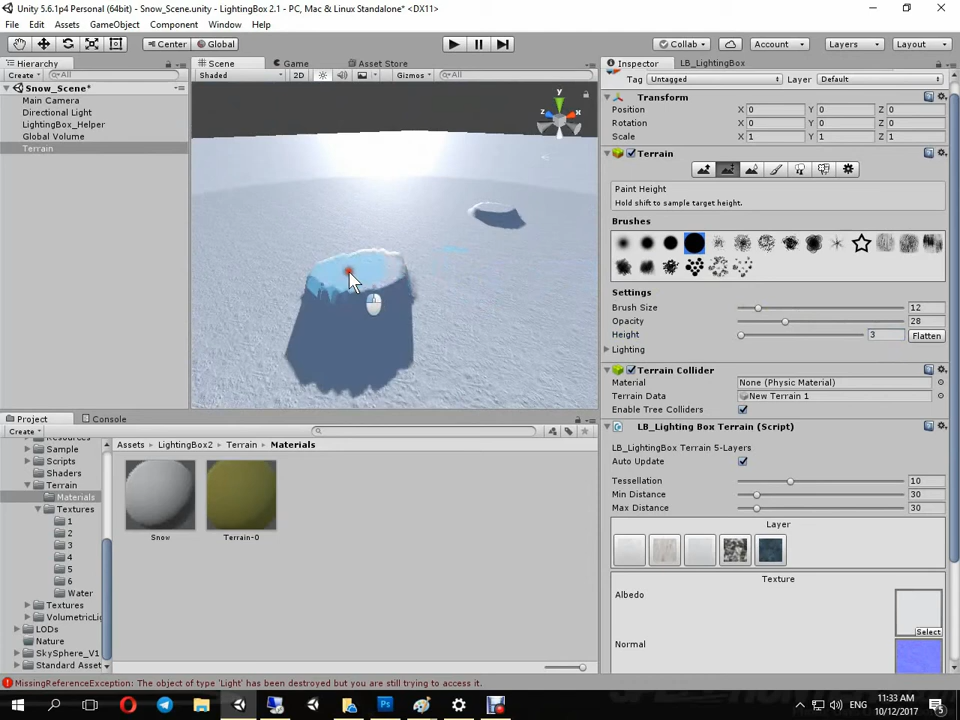 Unity 5.6.1p4 Personal (64bit) - Snow_Scene.unity - LightingBox 2.1 - PC, Mac & Linux Standalone* <DX11>
File Edit Assets GameObject Component Window Help
Center Global Collab Account Layers Layout
Hierarchy Scene Game Asset Store Inspector LB_LightingBox
Create All Shaded 2D Gizmos All Tag Untagged Layer Default
Snow_Scene*
Main Camera
Directional Light
LightingBox_Helper
Global Volume
Terrain
y
x
z
Transform
Position X 0 Y 0 Z 0
Rotation X 0 Y 0 Z 0
Scale X 1 Y 1 Z 1
Terrain
Paint Height
Hold shift to sample target height.
Brushes
Settings
Brush Size 12
Opacity 28
Height 3 Flatten
Lighting
Terrain Collider
Material None (Physic Material)
Terrain Data New Terrain 1
Enable Tree Colliders
LB_Lighting Box Terrain (Script)
LB_LightingBox Terrain 5-Layers
Auto Update
Tessellation 10
Min Distance 30
Max Distance 30
Layer
Texture
Albedo
Select
Normal
Project Console
Create
Resources
Sample
Scripts
Shaders
Terrain
Materials
Textures
1
2
3
4
5
6
Water
Textures
VolumetricLi
LODs
Nature
SkySphere_V1
Standard Asset
Assets LightingBox2 Terrain Materials
Snow Terrain-0
MissingReferenceException: The object of type 'Light' has been destroyed but you are still trying to access it.
Ps
ENG
11:33 AM
10/12/2017
5